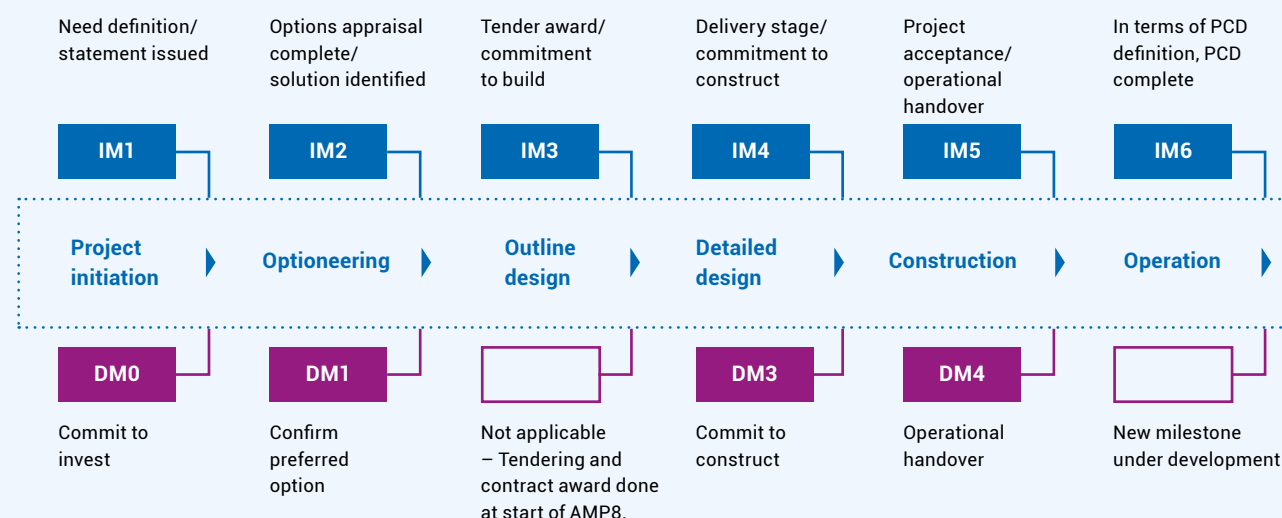 Need definition/
statement issued
Options appraisal
complete/
solution identified
Tender award/
commitment
to build
Delivery stage/
commitment to
construct
Project
acceptance/
operational
handover
In terms of PCD
definition, PCD
complete
IM1
IM2
IM3
IM4
IM5
IM6
Project
initiation
Optioneering
Outline
design
Detailed
design
Construction
Operation
DM0
DM1
DM3
DM4
Commit to
invest
Confirm
preferred
option
Not applicable
– Tendering and
contract award done
at start of AMP8.
Commit to
construct
Operational
handover
New milestone
under development